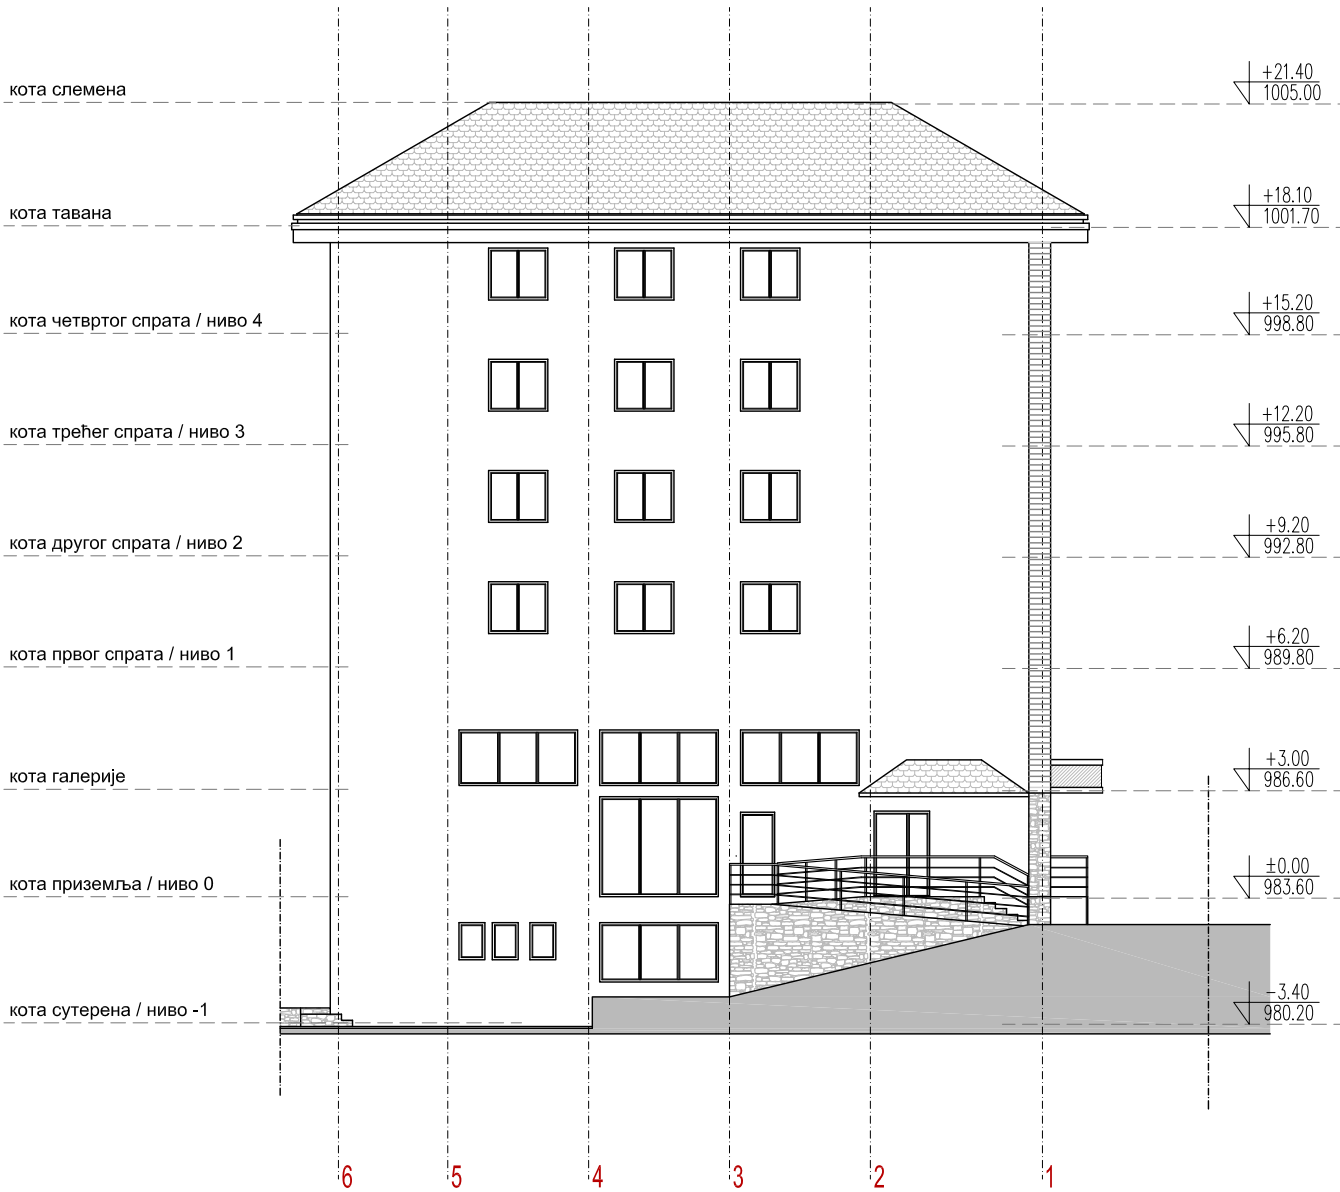 кота слемена
+21.40
1005.00
кота тавана
+18.10
1001.70
кота четвртог спрата / ниво 4
+15.20
998.80
кота трећег спрата / ниво 3
+12.20
995.80
кота другог спрата / ниво 2
+9.20
992.80
кота првог спрата / ниво 1
+6.20
989.80
кота галерије
+3.00
986.60
кота приземља / ниво 0
±0.00
983.60
кота сутерена / ниво -1
-3.40
980.20
6 5 4 3 2 1